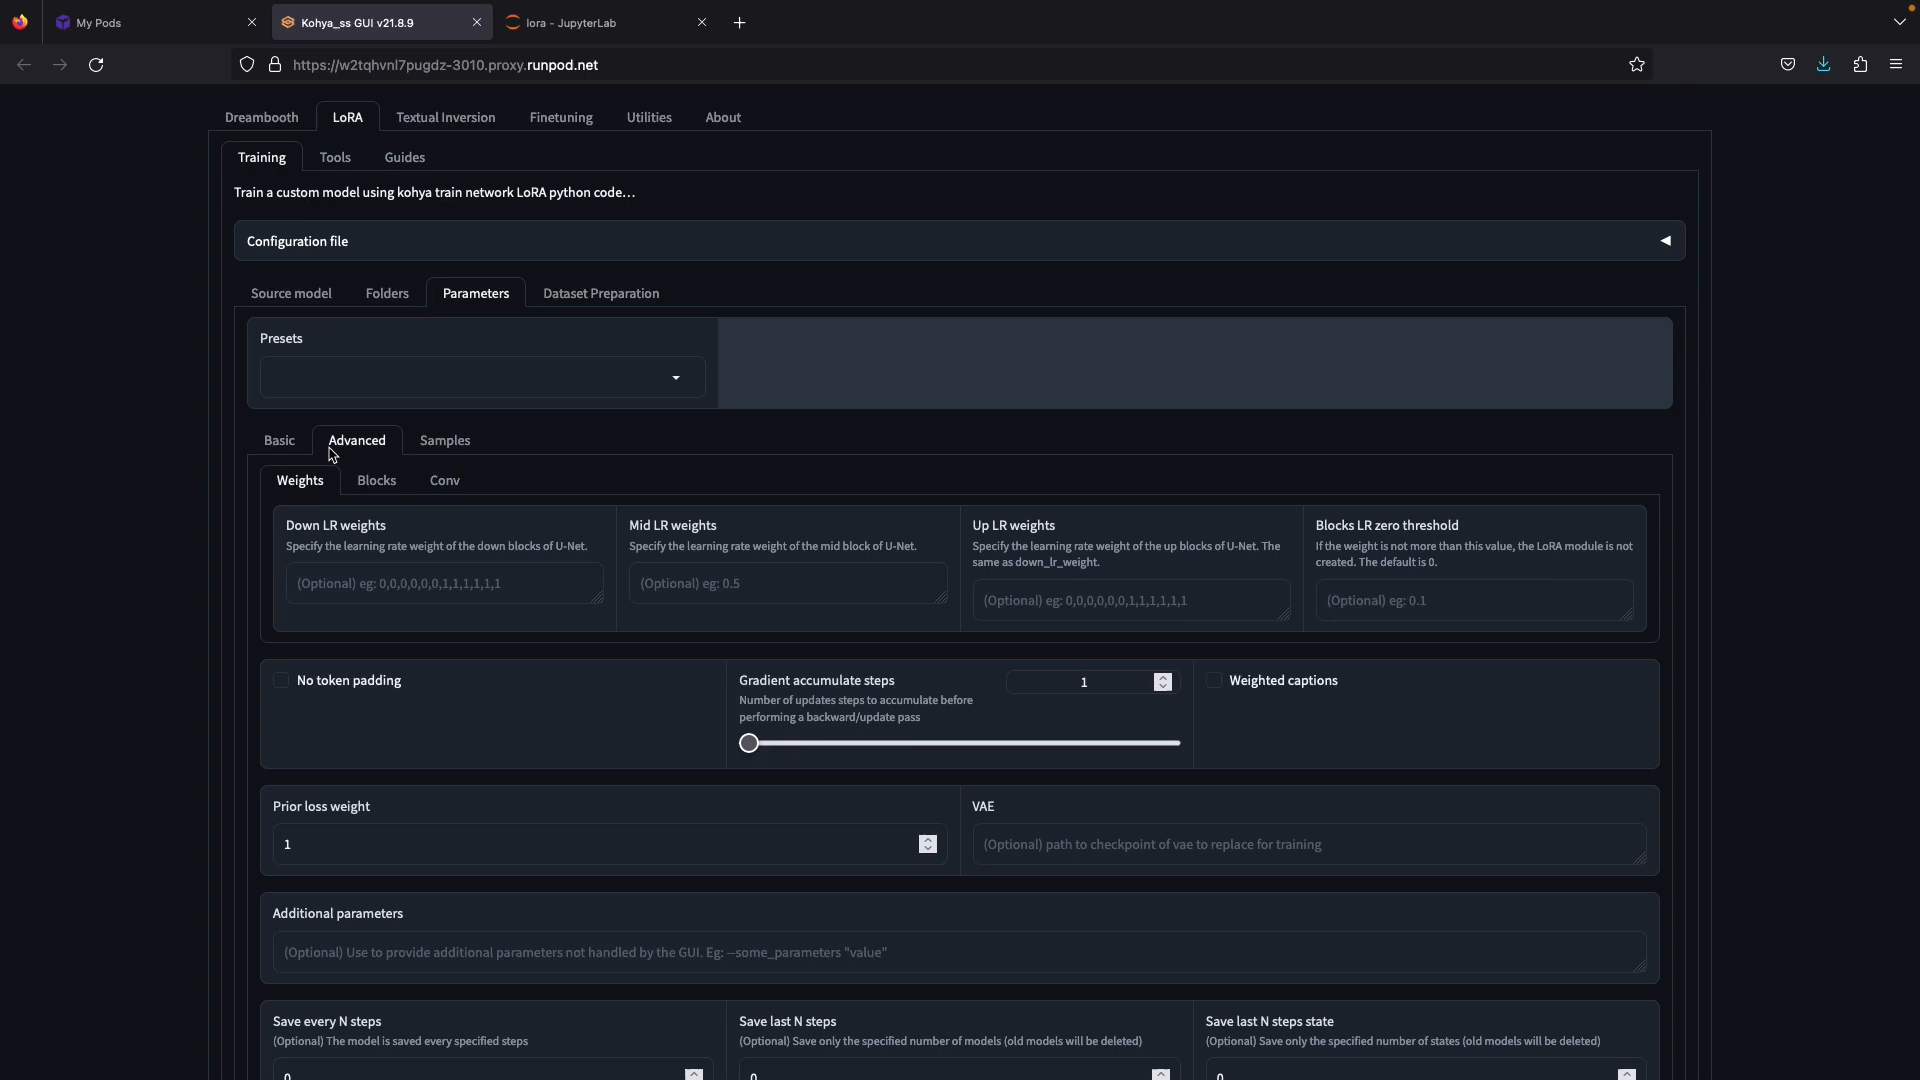 My Pods
Kohya_ss GUI v21.8.9
lora - JupyterLab
https://w2tqhvnl7pugdz-3010.proxy.runpod.net
Dreambooth
LoRA
Textual Inversion
Finetuning
Utilities
About
Training
Tools
Guides
Train a custom model using kohya train network LoRA python code...
Configuration file
Source model
Folders
Parameters
Dataset Preparation
Presets
Basic
Advanced
Samples
Weights
Blocks
Conv
Down LR weights
Specify the learning rate weight of the down blocks of U-Net.
(Optional) eg: 0,0,0,0,0,0,1,1,1,1,1,1
Mid LR weights
Specify the learning rate weight of the mid block of U-Net.
(Optional) eg: 0.5
Up LR weights
Specify the learning rate weight of the up blocks of U-Net. The
same as down_lr_weight.
(Optional) eg: 0,0,0,0,0,0,1,1,1,1,1,1
Blocks LR zero threshold
If the weight is not more than this value, the LoRA module is not
created. The default is 0.
(Optional) eg: 0.1
No token padding
Gradient accumulate steps
Number of updates steps to accumulate before
performing a backward/update pass
1
Weighted captions
Prior loss weight
1
VAE
(Optional) path to checkpoint of vae to replace for training
Additional parameters
(Optional) Use to provide additional parameters not handled by the GUI. Eg: --some_parameters "value"
Save every N steps
(Optional) The model is saved every specified steps
0
Save last N steps
(Optional) Save only the specified number of models (old models will be deleted)
0
Save last N steps state
(Optional) Save only the specified number of states (old models will be deleted)
0